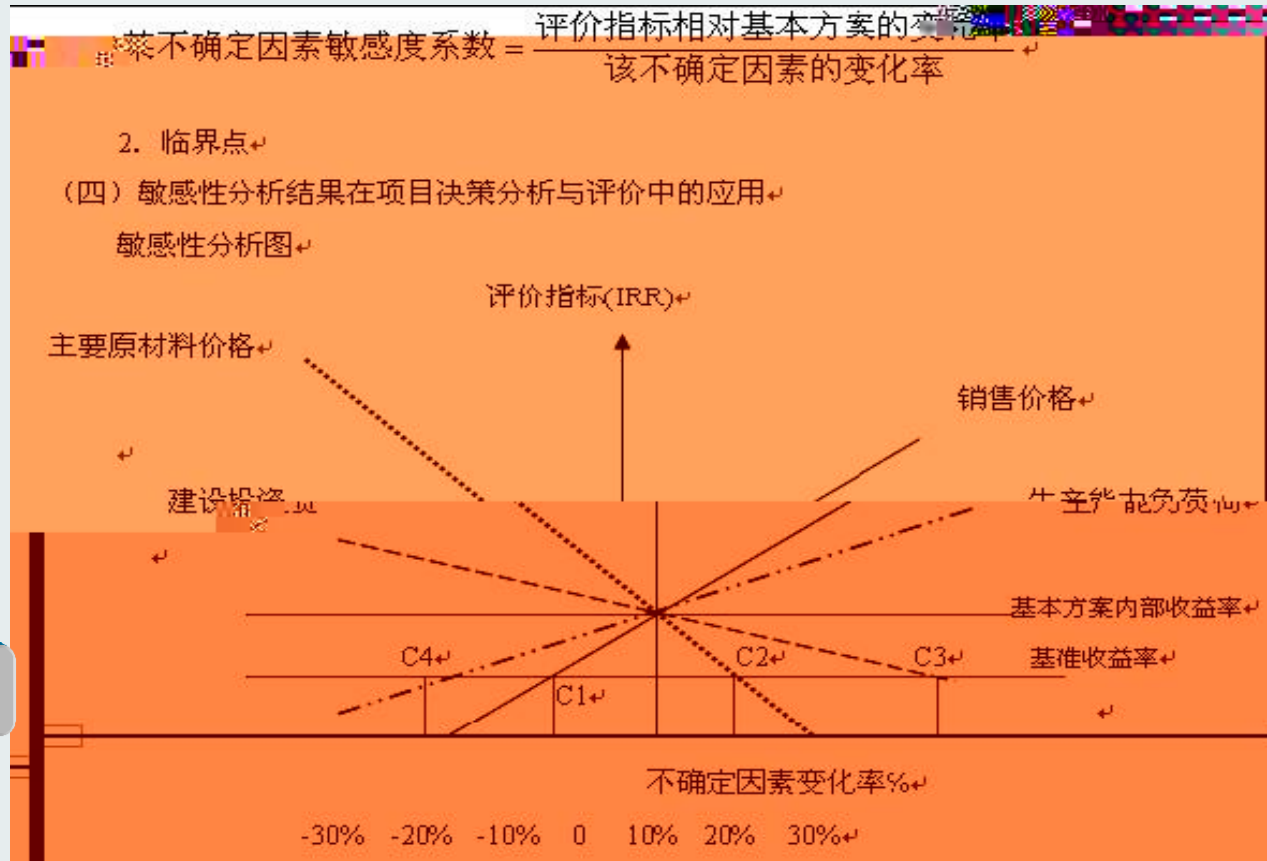 某不确定因素敏感度系数 = 评价指标相对基本方案的变化率
该不确定因素的变化率
2. 临界点
（四）敏感性分析结果在项目决策分析与评价中的应用
敏感性分析图
评价指标(IRR)
主要原材料价格
销售价格
建设投资
生产能力负荷
基本方案内部收益率
C4 C2 C3 基准收益率
C1
不确定因素变化率%
-30% -20% -10% 0 10% 20% 30%